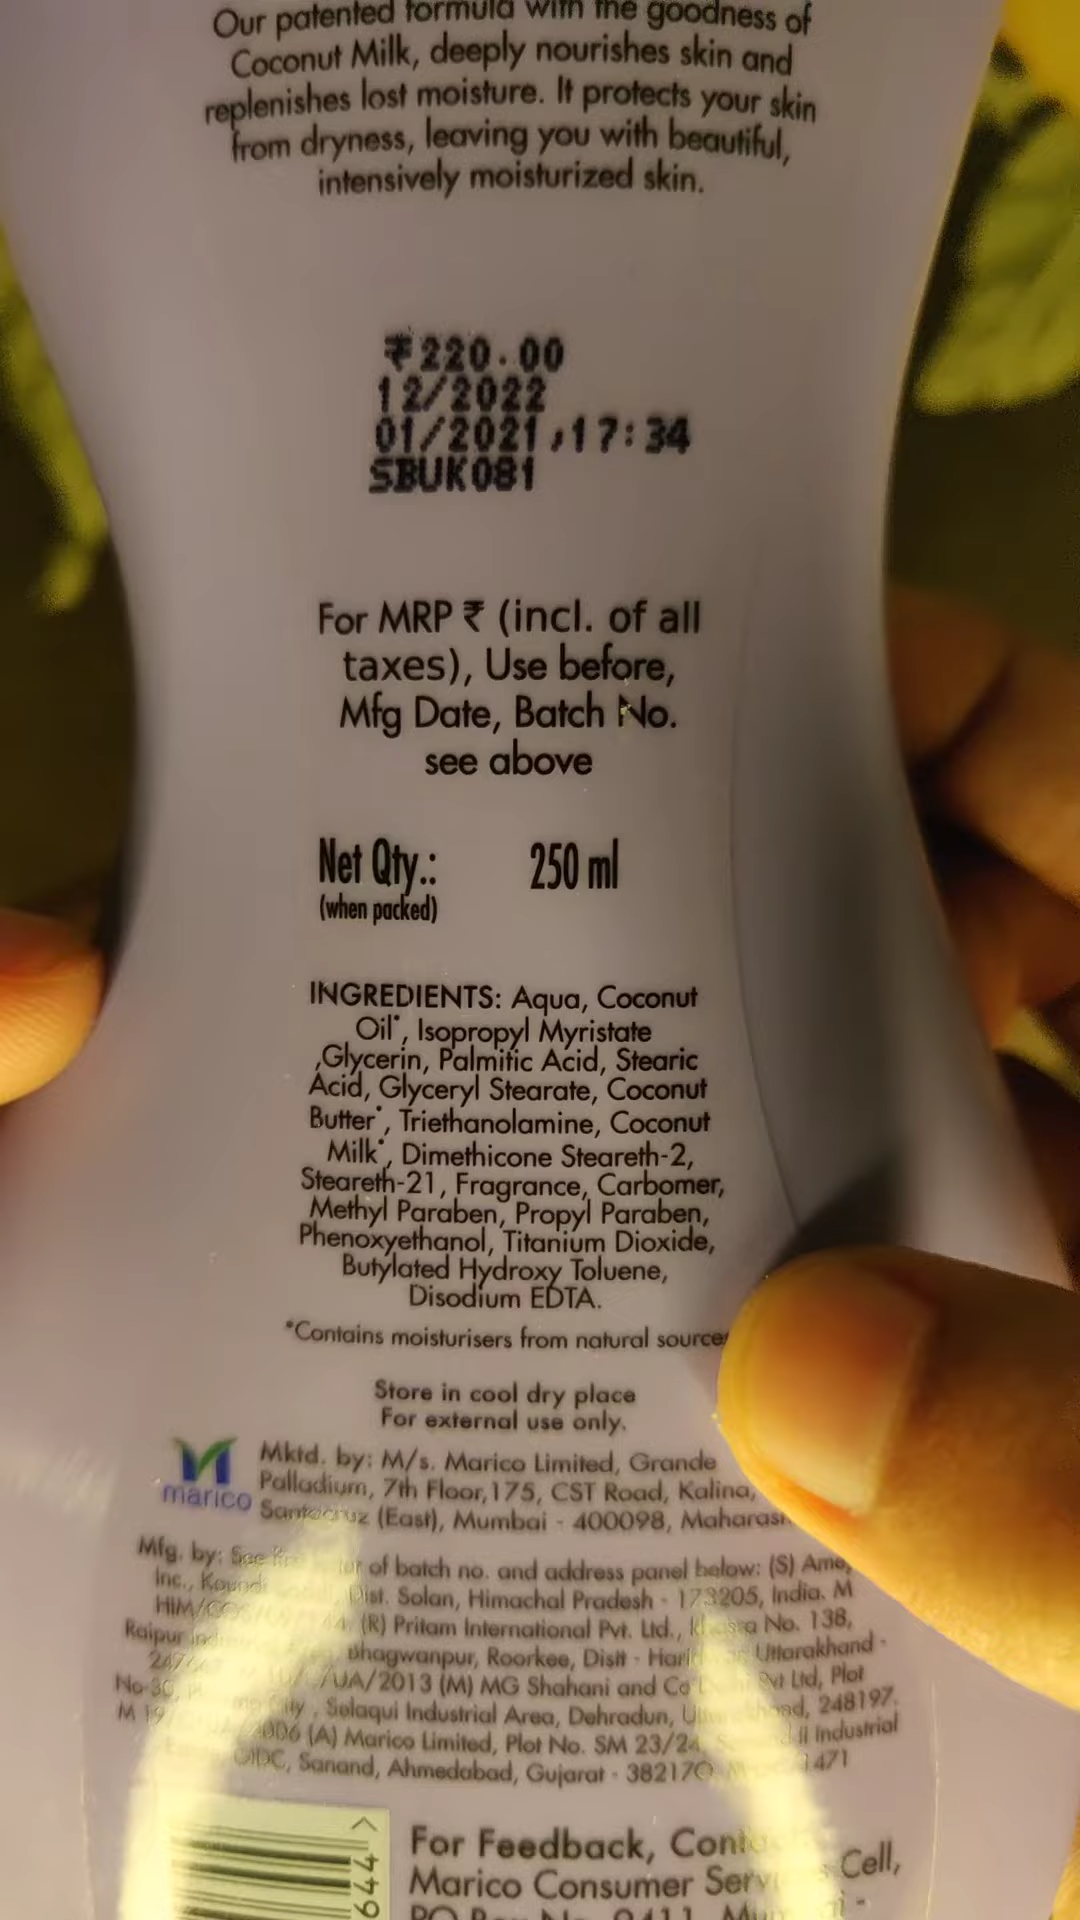 Our patented formula with the goodness of
Coconut Milk, deeply nourishes skin and
replenishes lost moisture. It protects your skin
from dryness, leaving you with beautiful,
intensively moisturized skin.
₹220.00
12/2022
01/2021,17:34
SBUK081
For MRP ₹ (incl. of all
taxes), Use before,
Mfg Date, Batch No.
see above
Net Qty.: 250 ml
(when packed)
INGREDIENTS: Aqua, Coconut
Oil*, Isopropyl Myristate
,Glycerin, Palmitic Acid, Stearic
Acid, Glyceryl Stearate, Coconut
Butter*, Triethanolamine, Coconut
Milk*, Dimethicone Steareth-2,
Steareth-21, Fragrance, Carbomer,
Methyl Paraben, Propyl Paraben,
Phenoxyethanol, Titanium Dioxide,
Butylated Hydroxy Toluene,
Disodium EDTA.
*Contains moisturisers from natural
Store in cool dry place
For external use only.
marico
Mktd. by: M/s. Marico Limited, Grande
Palladium, 7th Floor,175, CST Road, Kalina,
Santacruz (East), Mumbai - 400098,
Mfg. by: of batch no. and address panel below: (S)
Inc., Dist. Solan, Himachal Pradesh - 173205, India. M
(R) Pritam International Pvt. Ltd., No. 138,
Raipur Bhagwanpur, Roorkee, Disit - Uttarakhand -
/UA/2013 (M) MG Shahani and Co Pvt Ltd, Plot
Selaqui Industrial Area, Dehradun, 248197.
(A) Marico Limited, Plot No. SM 23/24 Industrial
GIDC, Sanand, Ahmedabad, Gujarat - 382170 1471
For Feedback,
Marico Consumer Cell,